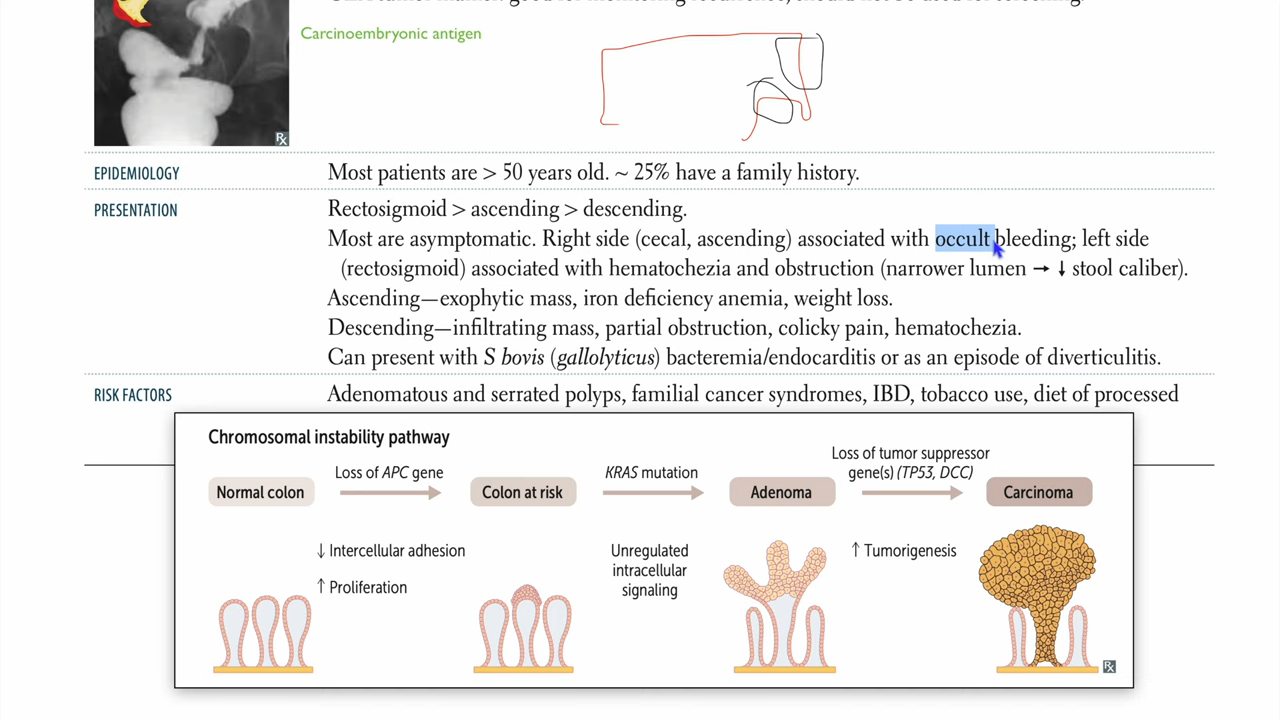 Carcinoembryonic antigen
EPIDEMIOLOGY
Most patients are > 50 years old. ~ 25% have a family history.
PRESENTATION
Rectosigmoid > ascending > descending.
Most are asymptomatic. Right side (cecal, ascending) associated with occult bleeding; left side
(rectosigmoid) associated with hematochezia and obstruction (narrower lumen → ↓ stool caliber).
Ascending—exophytic mass, iron deficiency anemia, weight loss.
Descending—infiltrating mass, partial obstruction, colicky pain, hematochezia.
Can present with S bovis (gallolyticus) bacteremia/endocarditis or as an episode of diverticulitis.
RISK FACTORS
Adenomatous and serrated polyps, familial cancer syndromes, IBD, tobacco use, diet of processed
Chromosomal instability pathway
Normal colon
Loss of APC gene
Colon at risk
KRAS mutation
Adenoma
Loss of tumor suppressor
gene(s) (TP53, DCC)
Carcinoma
↓ Intercellular adhesion
↑ Proliferation
Unregulated
intracellular
signaling
↑ Tumorigenesis